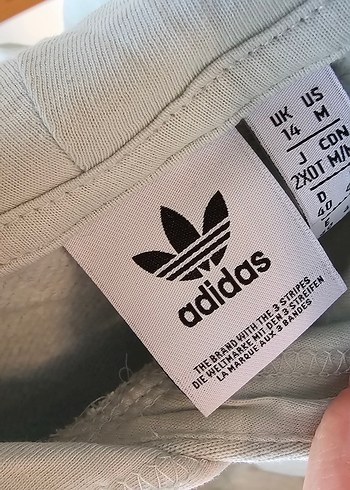 adidas
THE BRAND WITH THE 3 STRIPES
DIE WELTMARKE MIT DEN 3 STREIFEN
LA MARQUE AUX 3 BANDES
UK US
14 M
J CDN
2XOT M/M
D
40